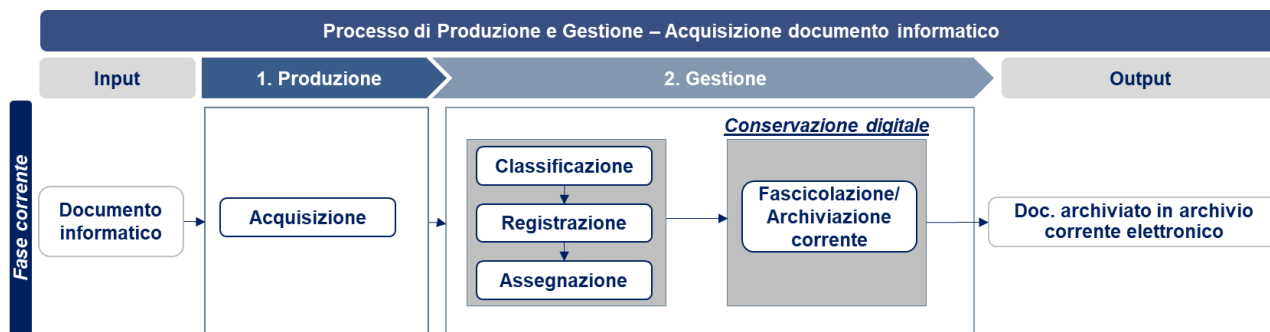 Processo di Produzione e Gestione – Acquisizione documento informatico
Input
1. Produzione
2. Gestione
Output
Fase corrente
Documento
informatico
Acquisizione
Classificazione
Registrazione
Assegnazione
Conservazione digitale
Fascicolazione/
Archiviazione
corrente
Doc. archiviato in archivio
corrente elettronico